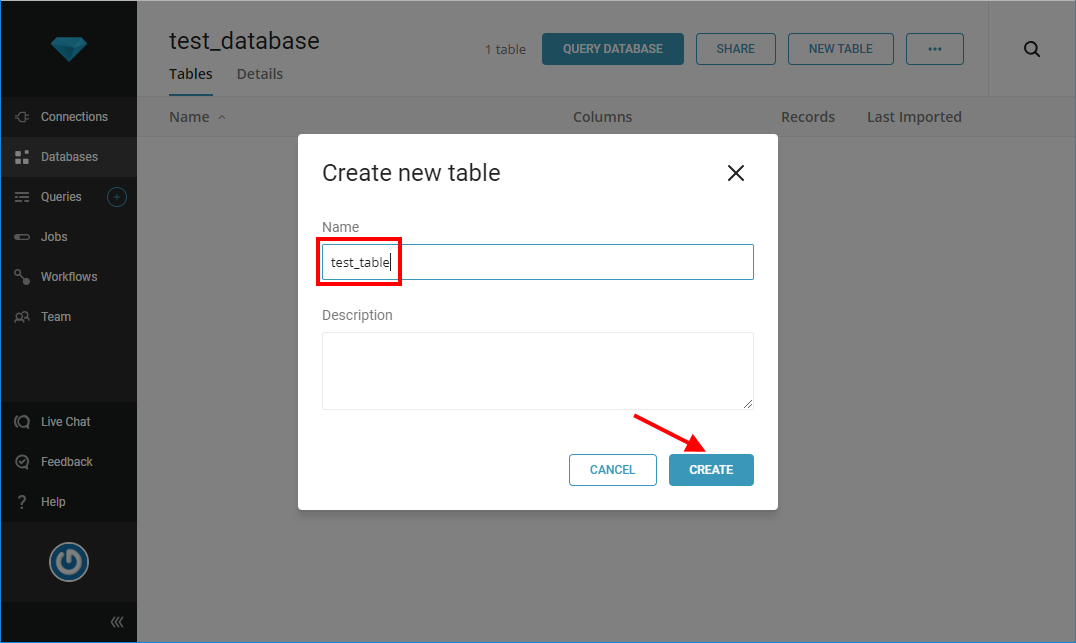 test_database
1 table
QUERY DATABASE
SHARE
NEW TABLE
Tables
Details
Name
Columns
Records
Last Imported
Connections
Databases
Queries
Jobs
Workflows
Team
Live Chat
Feedback
Help
Create new table
Name
test_table
Description
CANCEL
CREATE